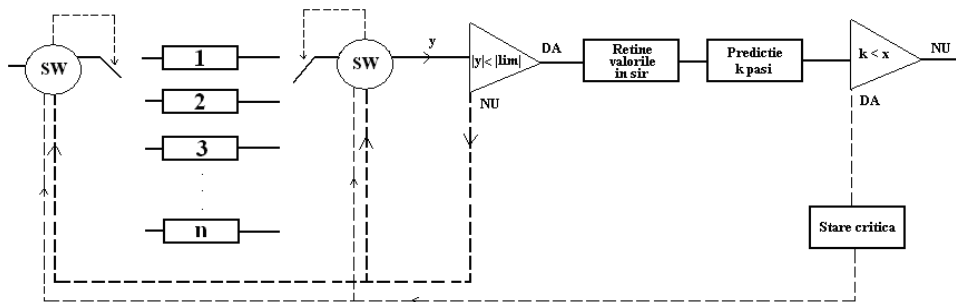 SW
1
2
3
n
SW
y
|y|<|lim|
DA
NU
Retine
valorile
in sir
Predictie
k pasi
k < x
NU
DA
Stare critica